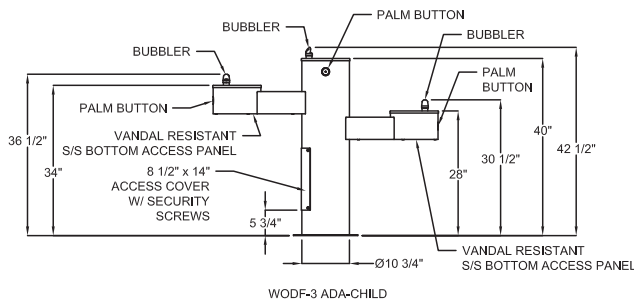 PALM BUTTON
BUBBLER
BUBBLER
BUBBLER
PALM
BUTTON
PALM BUTTON
VANDAL RESISTANT
S/S BOTTOM ACCESS PANEL
8 1/2" x 14"
ACCESS COVER
W/ SECURITY
SCREWS
36 1/2"
34"
5 3/4"
28"
30 1/2"
40"
42 1/2"
Ø10 3/4"
VANDAL RESISTANT
S/S BOTTOM ACCESS PANEL
WODF-3 ADA-CHILD